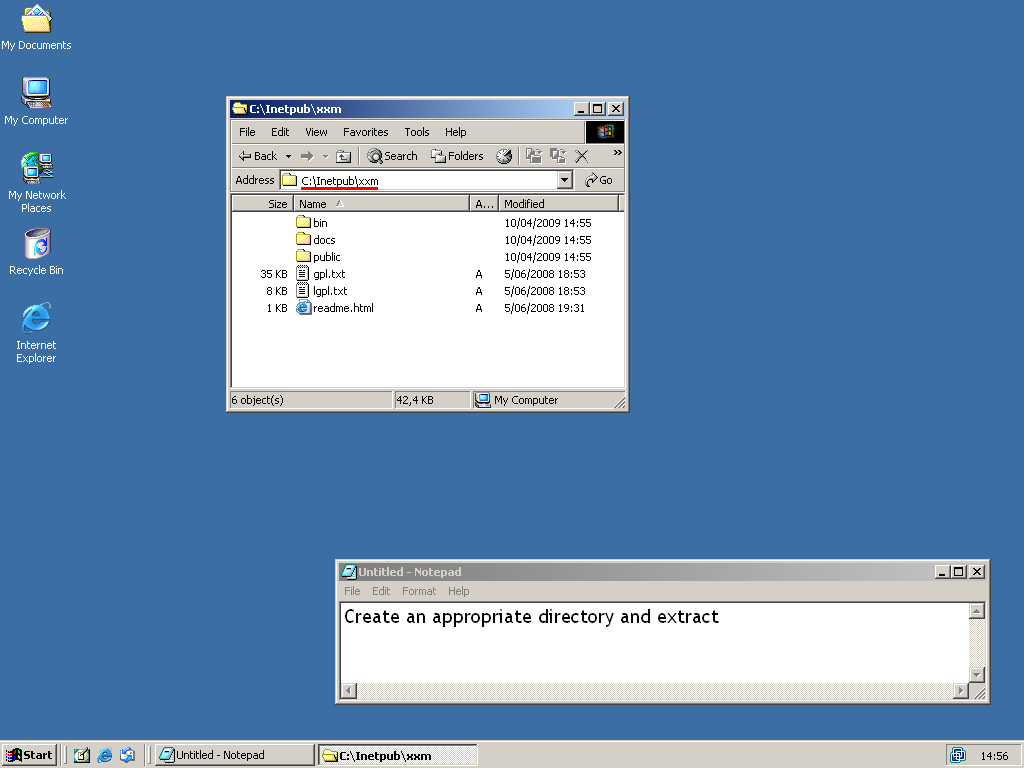 My Documents
My Computer
My Network
Places
Recycle Bin
Internet
Explorer
C:\Inetpub\xxm
File Edit View Favorites Tools Help
Back Search Folders »
Address C:\Inetpub\xxm Go
Size Name A... Modified
bin 10/04/2009 14:55
docs 10/04/2009 14:55
public 10/04/2009 14:55
35 KB gpl.txt A 5/06/2008 18:53
8 KB lgpl.txt A 5/06/2008 18:53
1 KB readme.html A 5/06/2008 19:31
6 object(s) 42,4 KB My Computer
Untitled - Notepad
File Edit Format Help
Create an appropriate directory and extract
Start Untitled - Notepad C:\Inetpub\xxm 14:56